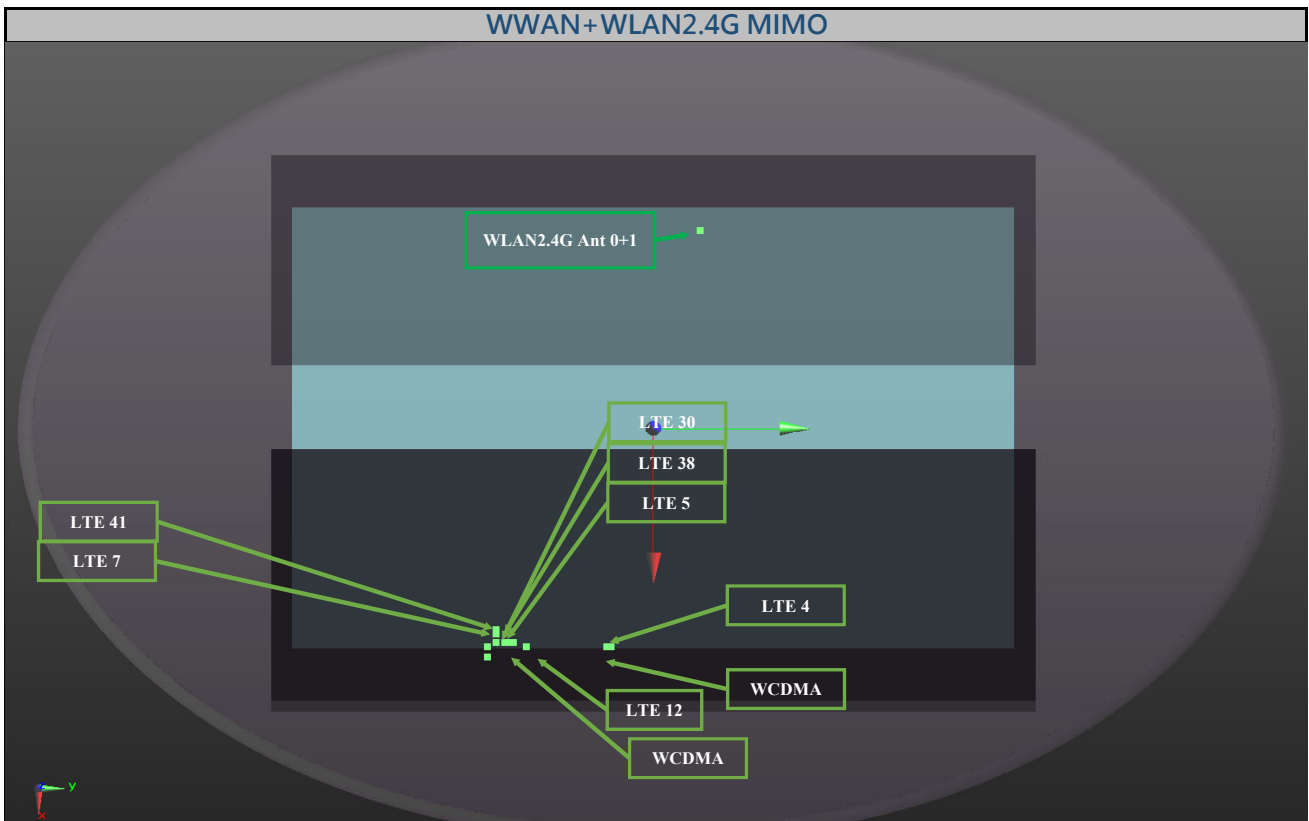 WWAN+WLAN2.4G MIMO
WLAN2.4G Ant 0+1
LTE 30
LTE 38
LTE 5
LTE 41
LTE 7
LTE 4
WCDMA
LTE 12
WCDMA
y
x